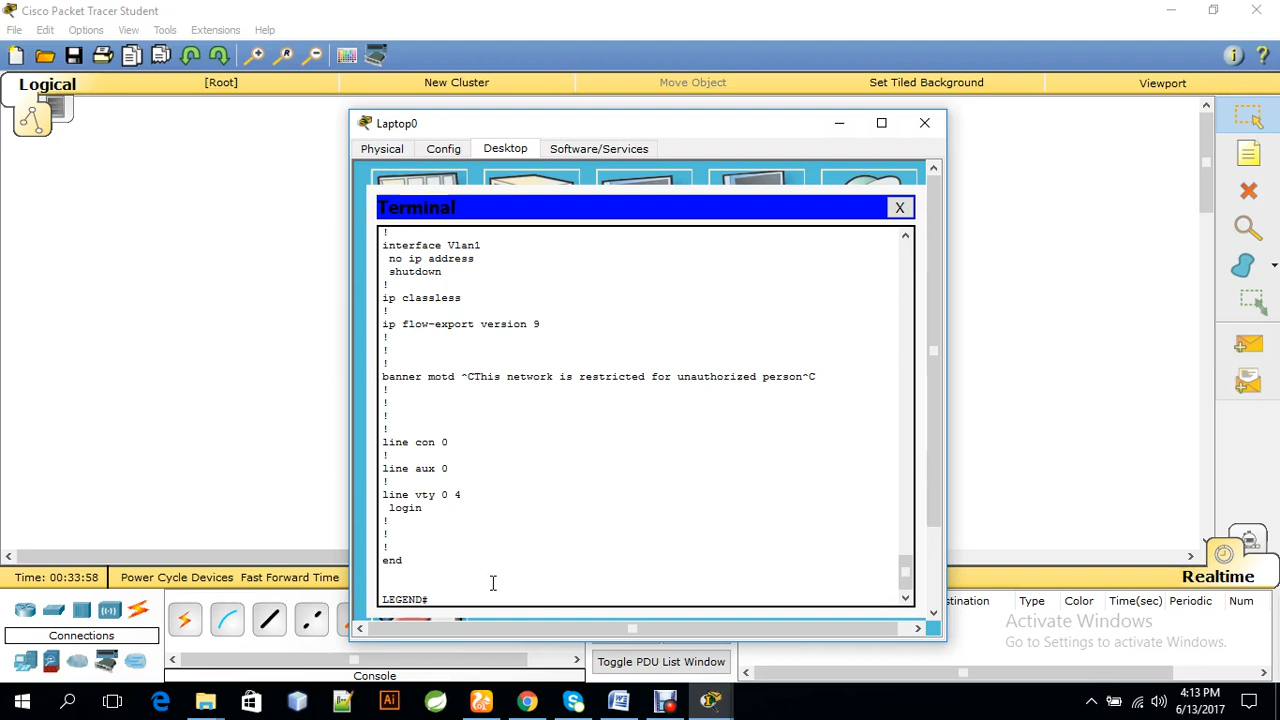 Cisco Packet Tracer Student
File Edit Options View Tools Extensions Help
Logical [Root] New Cluster Move Object Set Tiled Background Viewport
Laptop0
Physical Config Desktop Software/Services
Terminal X
!
interface Vlan1
no ip address
shutdown
!
ip classless
!
ip flow-export version 9
!
!
!
banner motd ^CThis network is restricted for unauthorized person^C
!
!
!
!
line con 0
!
line aux 0
!
line vty 0 4
login
!
!
!
end
LEGEND#
Time: 00:33:58 Power Cycle Devices Fast Forward Time
Realtime
Connections
Console
Toggle PDU List Window
stination Type Color Time(sec) Periodic Num
Activate Windows
Go to Settings to activate Windows.
4:13 PM
6/13/2017